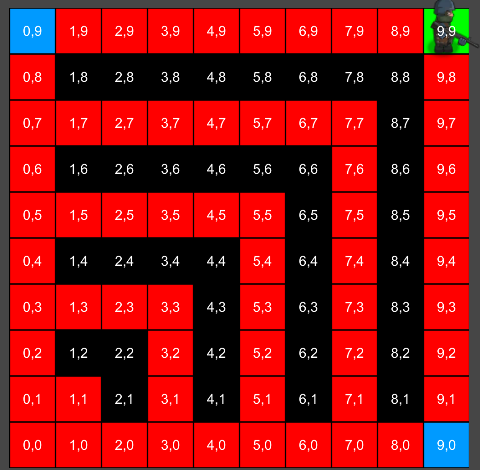 0,9 1,9 2,9 3,9 4,9 5,9 6,9 7,9 8,9 9,9
0,8 1,8 2,8 3,8 4,8 5,8 6,8 7,8 8,8 9,8
0,7 1,7 2,7 3,7 4,7 5,7 6,7 7,7 8,7 9,7
0,6 1,6 2,6 3,6 4,6 5,6 6,6 7,6 8,6 9,6
0,5 1,5 2,5 3,5 4,5 5,5 6,5 7,5 8,5 9,5
0,4 1,4 2,4 3,4 4,4 5,4 6,4 7,4 8,4 9,4
0,3 1,3 2,3 3,3 4,3 5,3 6,3 7,3 8,3 9,3
0,2 1,2 2,2 3,2 4,2 5,2 6,2 7,2 8,2 9,2
0,1 1,1 2,1 3,1 4,1 5,1 6,1 7,1 8,1 9,1
0,0 1,0 2,0 3,0 4,0 5,0 6,0 7,0 8,0 9,0